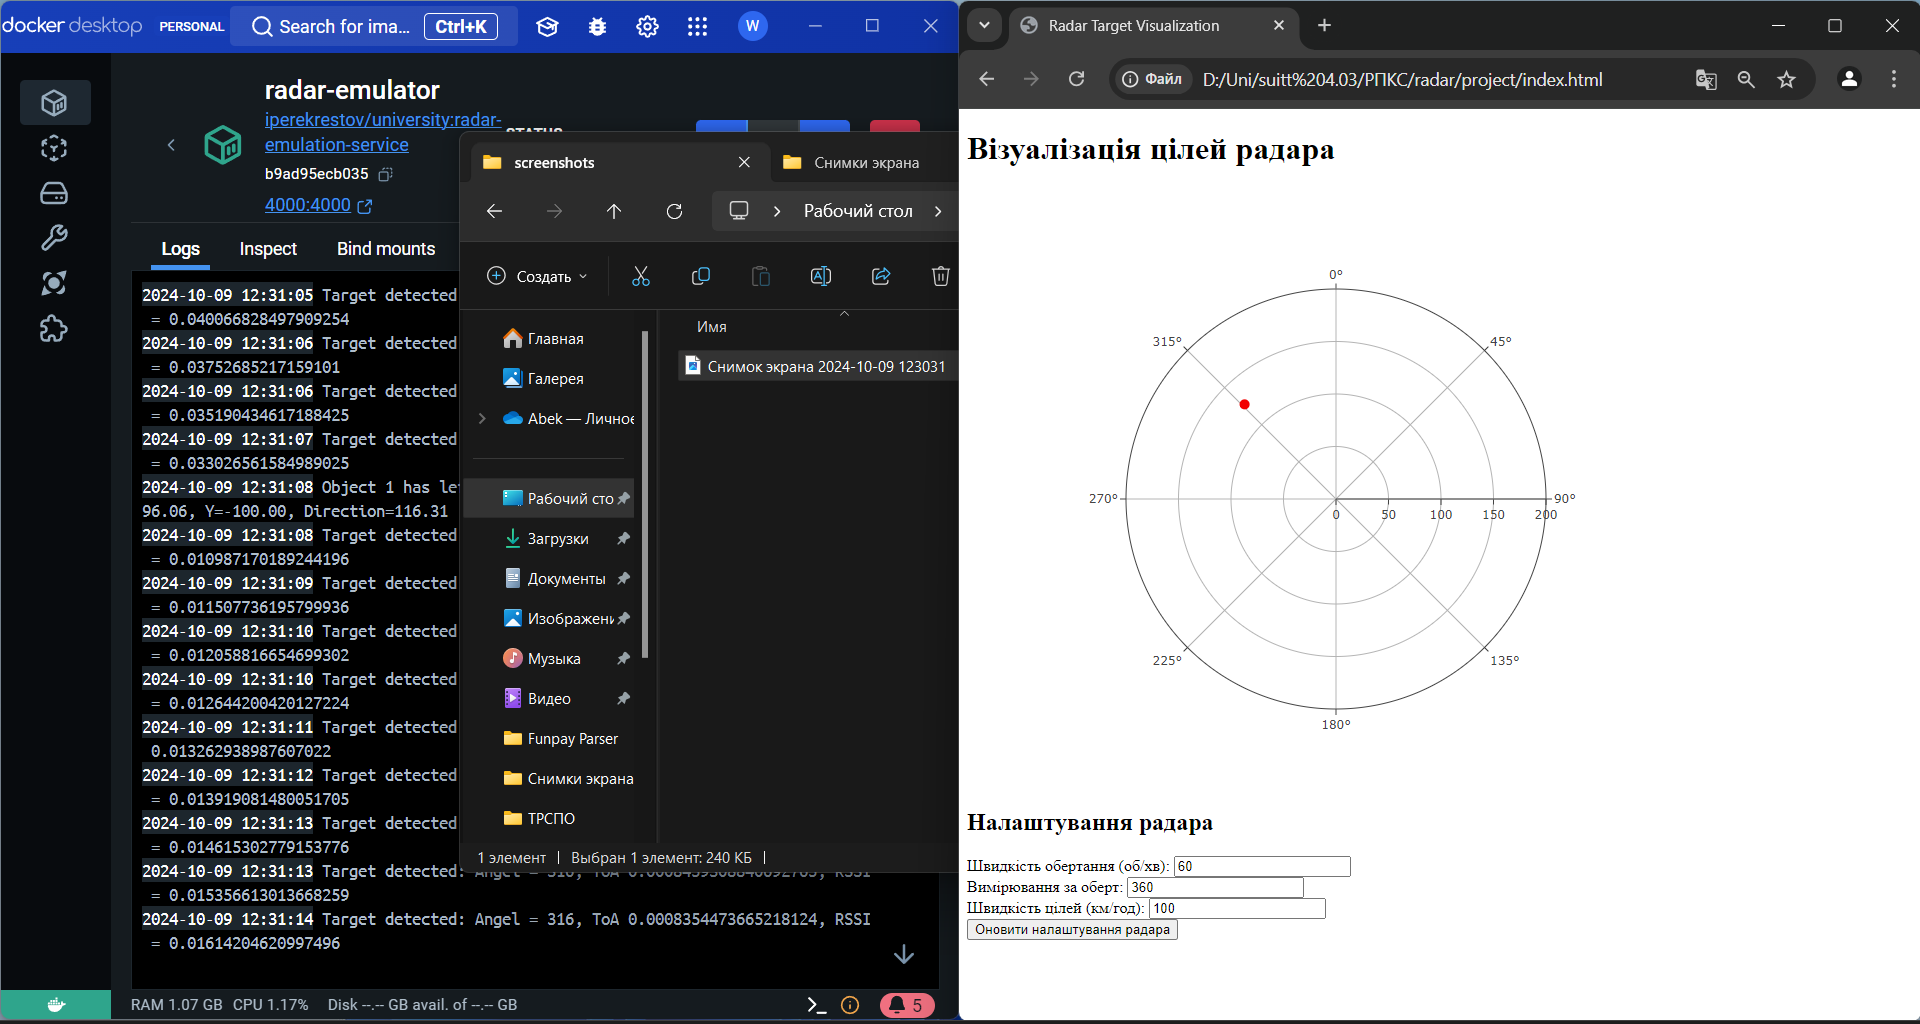 docker desktop PERSONAL Search for ima... Ctrl+K W
radar-emulator
iperekrestov/university:radar-
emulation-service
b9ad95ecb035
4000:4000
STATUS
Logs Inspect Bind mounts
2024-10-09 12:31:05 Target detected
= 0.040066828497909254
2024-10-09 12:31:06 Target detected
= 0.03752685217159101
2024-10-09 12:31:06 Target detected
= 0.035190434617188425
2024-10-09 12:31:07 Target detected
= 0.033026561584989025
2024-10-09 12:31:08 Object 1 has le
96.06, Y=-100.00, Direction=116.31
2024-10-09 12:31:08 Target detected
= 0.010987170189244196
2024-10-09 12:31:09 Target detected
= 0.011507736195799936
2024-10-09 12:31:10 Target detected
= 0.012058816654699302
2024-10-09 12:31:10 Target detected
= 0.012644200420127224
2024-10-09 12:31:11 Target detected
0.013262938987607022
2024-10-09 12:31:12 Target detected
= 0.013919081480051705
2024-10-09 12:31:13 Target detected
= 0.014615302779153776
2024-10-09 12:31:13 Target detected: Angel = 316, ToA RSSI
= 0.015356613013668259
2024-10-09 12:31:14 Target detected: Angel = 316, ToA 0.0008354473665218124, RSSI
= 0.01614204620997496
RAM 1.07 GB CPU 1.17% Disk --.-- GB avail. of --.-- GB
5
screenshots Снимки экрана
Рабочий стол
Создать
Имя
Снимок экрана 2024-10-09 123031
Главная
Галерея
Abek — Личное
Рабочий сто
Загрузки
Документы
Изображени
Музыка
Видео
Funpay Parser
Снимки экрана
ТРСПО
1 элемент Выбран 1 элемент: 240 КБ
Radar Target Visualization
Файл D:/Uni/suitt%204.03/РПКС/radar/project/index.html
Візуалізація цілей радара
0°
315° 45°
270° 90°
0 50 100 150 200
225° 135°
180°
Налаштування радара
Швидкість обертання (об/хв): 60
Вимірювання за оберт: 360
Швидкість цілей (км/год): 100
Оновити налаштування радара